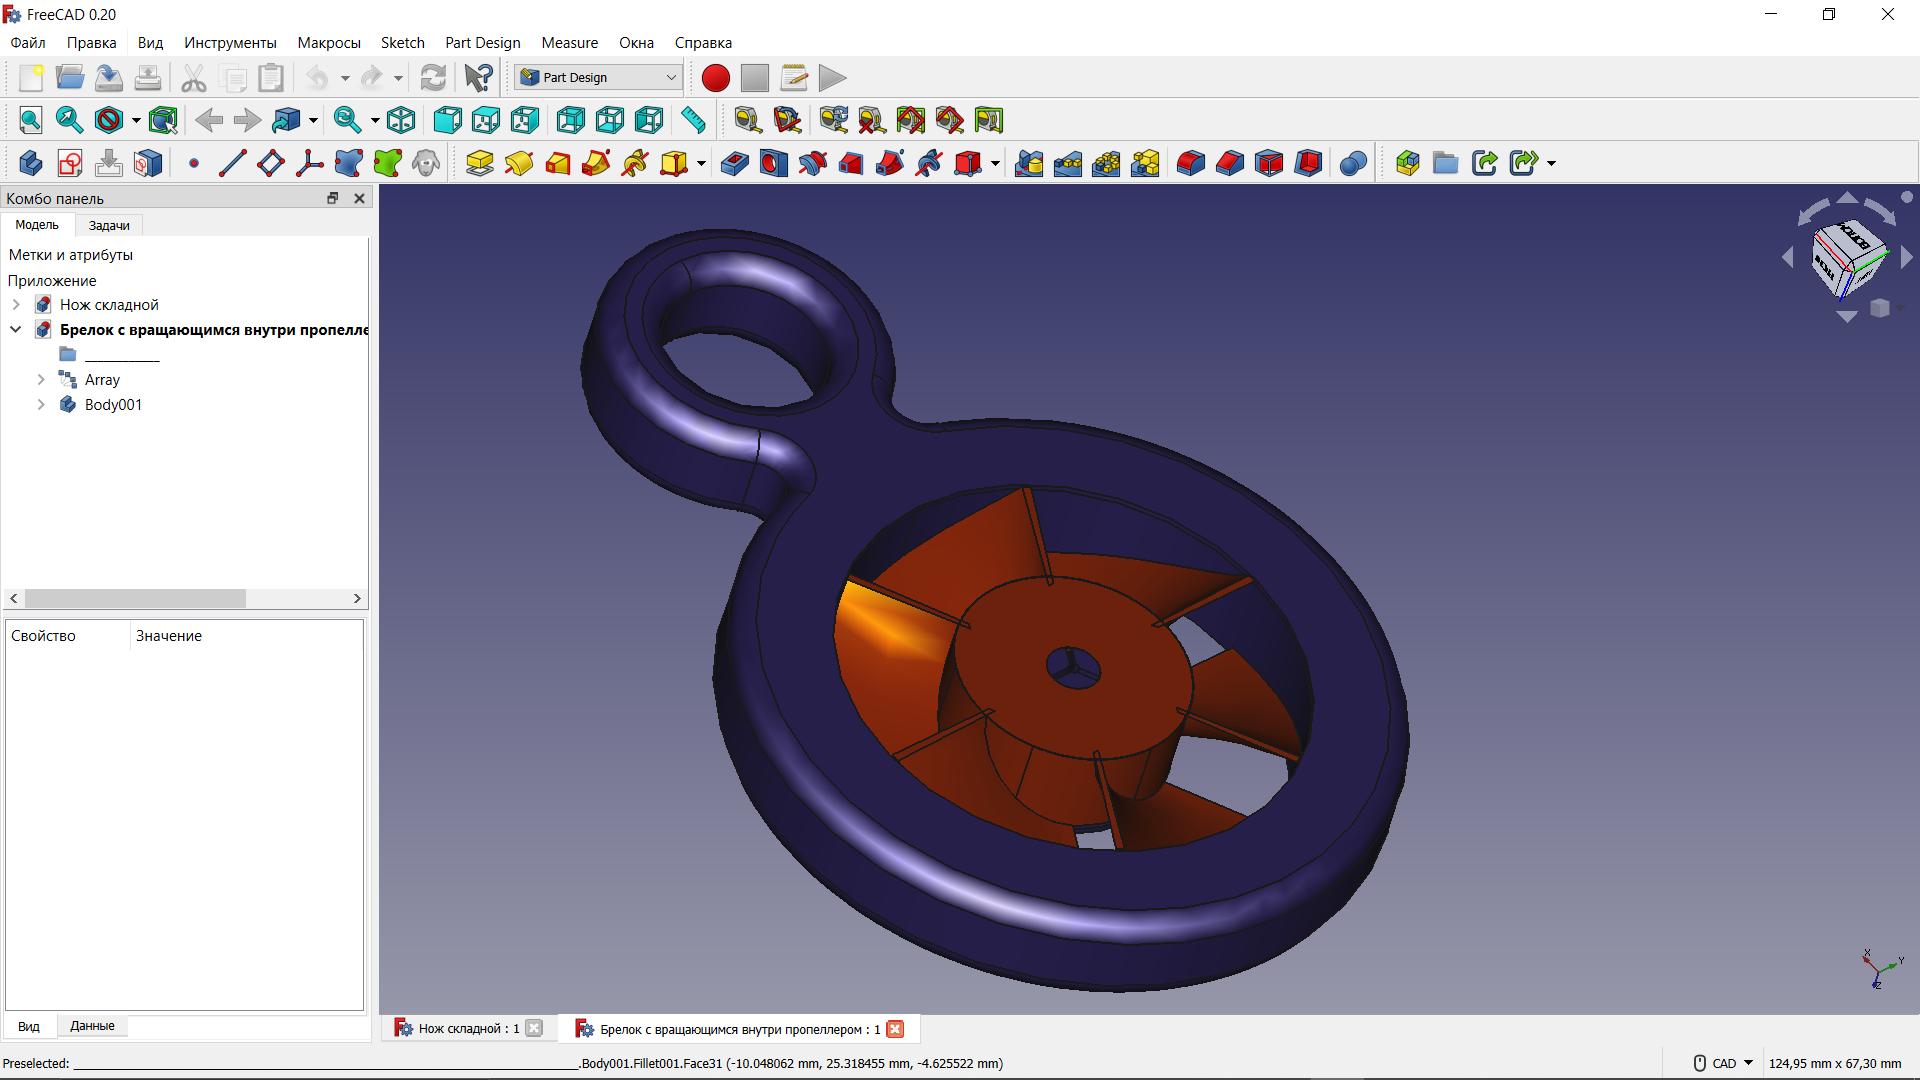 FreeCAD 0.20
Файл Правка Вид Инструменты Макросы Sketch Part Design Measure Окна Справка
Part Design
Комбо панель
Модель Задачи
Метки и атрибуты
Приложение
Нож складной
Брелок с вращающимся внутри пропелле
____________
Array
Body001
Свойство Значение
Вид Данные
BOTTOM
X
Y
Z
Нож складной : 1 Брелок с вращающимся внутри пропеллером : 1
Preselected: ____________________________________________________________.Body001.Fillet001.Face31 (-10.048062 mm, 25.318455 mm, -4.625522 mm)
CAD 124,95 mm x 67,30 mm